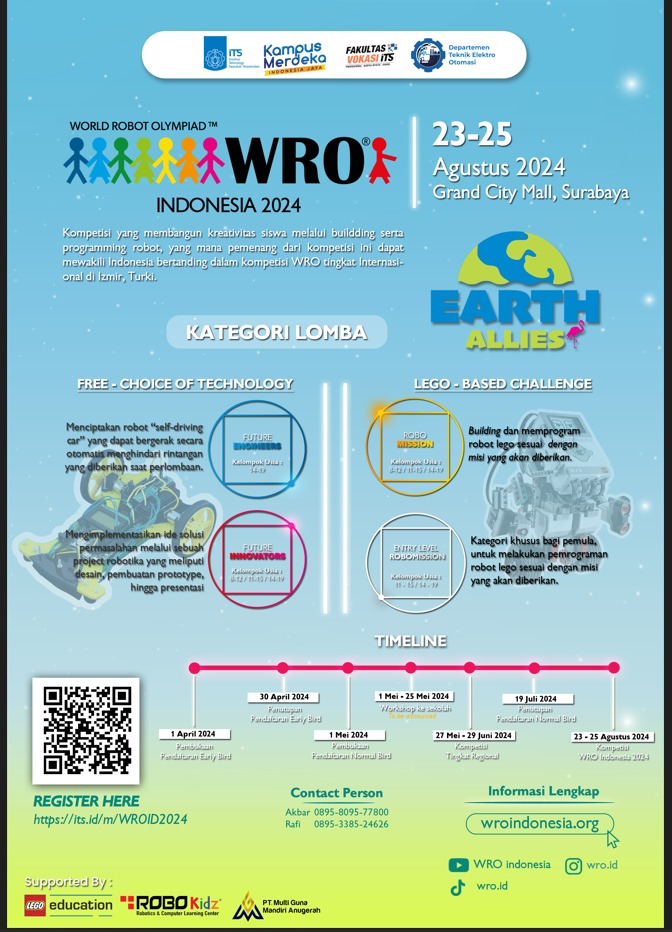 ITS
Institut
Teknologi
Sepuluh Nopember
Kampus
Merdeka
INDONESIA JAYA
FAKULTAS
VOKASI ITS
Departemen
Teknik Elektro
Otomasi
WORLD ROBOT OLYMPIAD™
WRO®
INDONESIA 2024
23-25
Agustus 2024
Grand City Mall, Surabaya
Kompetisi yang membangun kreativitas siswa melalui buildding serta
programming robot, yang mana pemenang dari kompetisi ini dapat
mewakili Indonesia bertanding dalam kompetisi WRO tingkat Internasi-
onal di Izmir, Turki.
EARTH
ALLIES
KATEGORI LOMBA
FREE - CHOICE OF TECHNOLOGY
Menciptakan robot “self-driving
car” yang dapat bergerak secara
otomatis menghindari rintangan
yang diberikan saat perlombaan.
FUTURE
ENGINEERS
Kelompok Usia :
14-19
Mengimplementasikan ide solusi
permasalahan melalui sebuah
project robotika yang meliputi
desain, pembuatan prototype,
hingga presentasi
FUTURE
INNOVATORS
Kelompok Usia :
8-12 / 11-15 / 14-19
LEGO - BASED CHALLENGE
ROBO
MISSION
Kelompok Usia :
8-12 / 11-15 / 14-19
Building dan memprogram
robot lego sesuai dengan
misi yang akan diberikan.
ENTRY LEVEL
ROBOMISSION
Kelompok Usia :
11 - 15 / 14 - 19
Kategori khusus bagi pemula,
untuk melakukan pemrograman
robot lego sesuai dengan misi
yang akan diberikan.
TIMELINE
1 April 2024
Pembukaan
Pendaftaran Early Bird
30 April 2024
Penutupan
Pendaftaran Early Bird
1 Mei 2024
Pembukaan
Pendaftaran Normal Bird
1 Mei - 25 Mei 2024
Workshop ke sekolah
To be announced
27 Mei - 29 Juni 2024
Kompetisi
Tingkat Regional
19 Juli 2024
Penutupan
Pendaftaran Normal Bird
23 - 25 Agustus 2024
Kompetisi
WRO Indonesia 2024
REGISTER HERE
https://its.id/m/WROID2024
Contact Person
Akbar 0895-8095-77800
Rafi 0895-3385-24626
Informasi Lengkap
wroindonesia.org
WRO indonesia
wro.id
wro.id
Supported By :
LEGO education
ROBO Kidz
Robotics & Computer Learning Center
PT. Multi Guna
Mandiri Anugerah